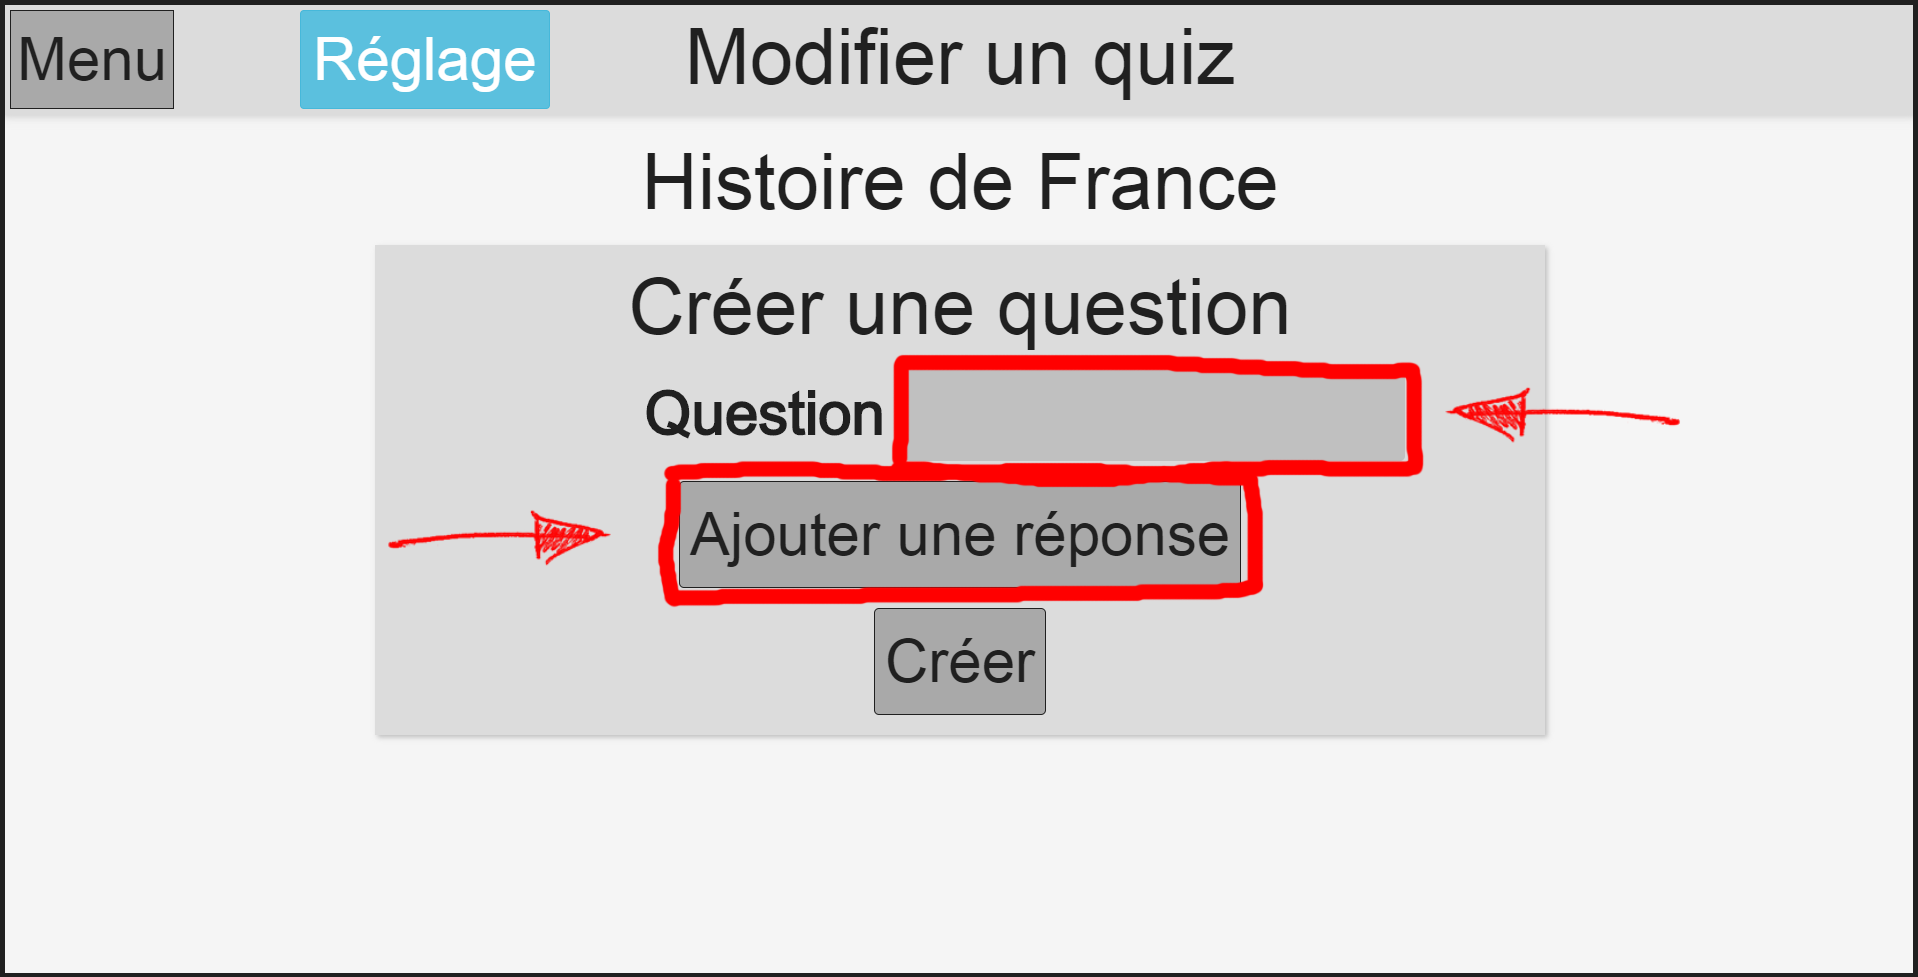 Menu Réglage Modifier un quiz
Histoire de France
Créer une question
Question
Ajouter une réponse
Créer